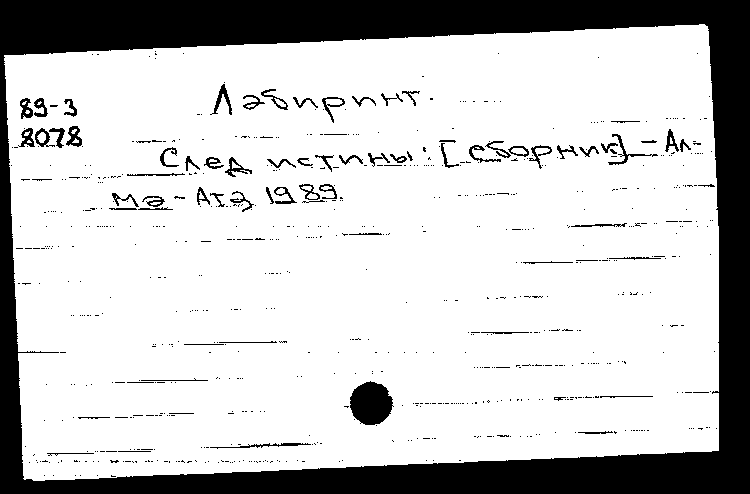 89-3
8078
Лабиринт.
След истины: [сборник] - Ал-
ма-Ата, 1989.